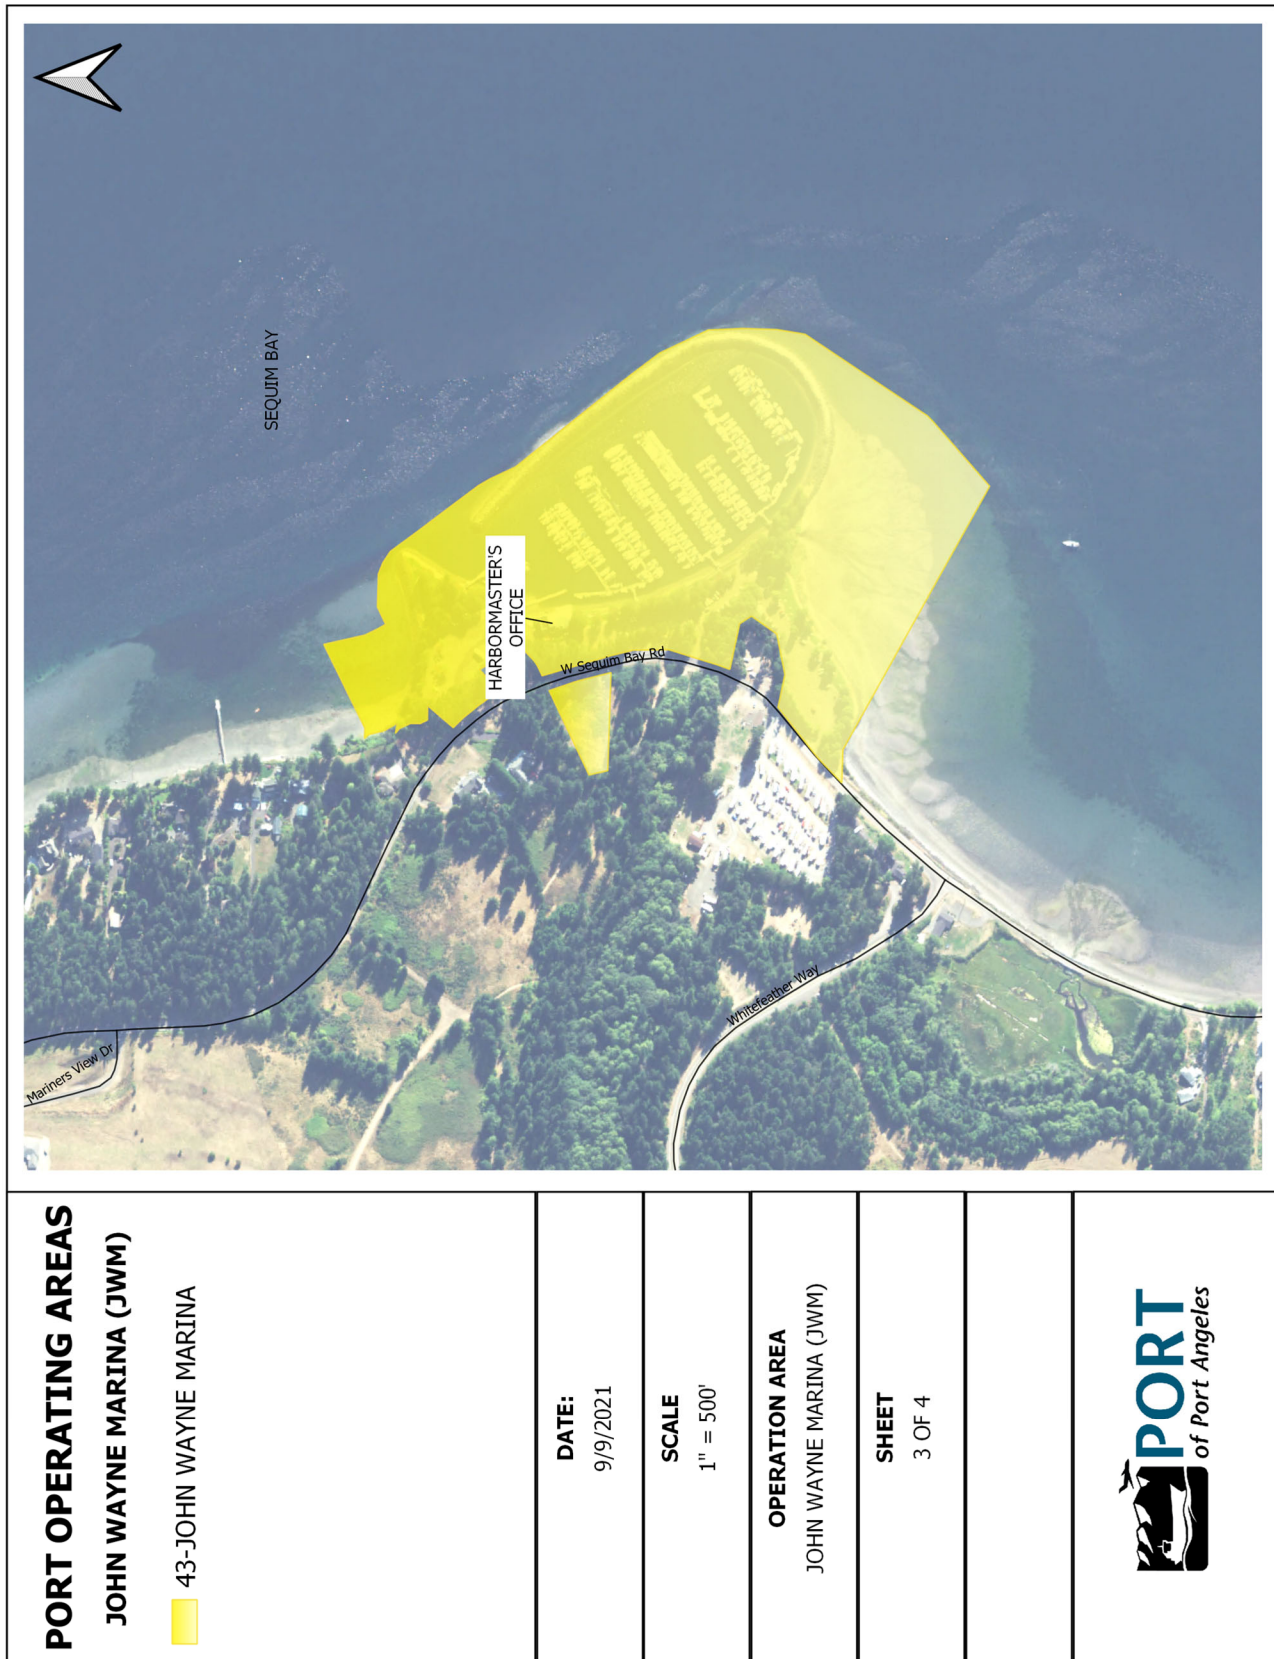 PORT OPERATING AREAS
JOHN WAYNE MARINA (JWM)
43-JOHN WAYNE MARINA
DATE:
9/9/2021
SCALE
1" = 500'
OPERATION AREA
JOHN WAYNE MARINA (JWM)
SHEET
3 OF 4
PORT
of Port Angeles
SEQUIM BAY
HARBORMASTER'S
OFFICE
W Sequim Bay Rd
Whitefeather Way
Mariners View Dr